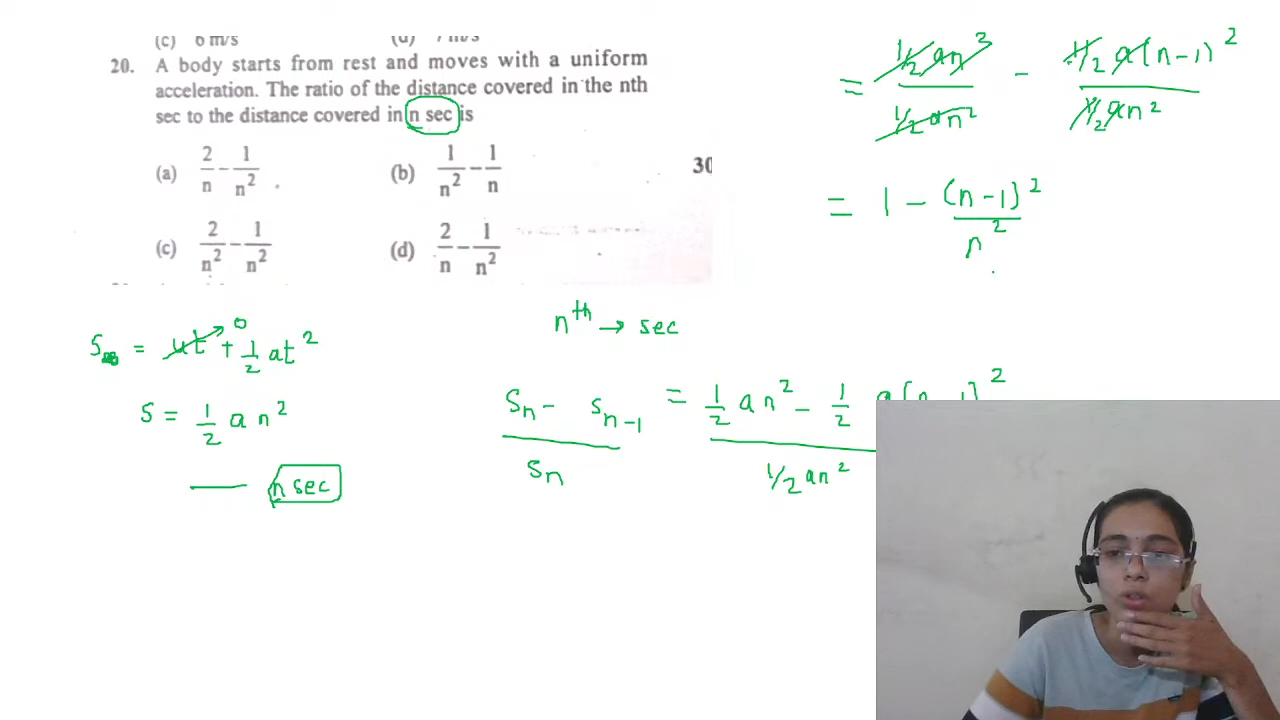 (c) 6 m/s (d) 7 m/s
20. A body starts from rest and moves with a uniform
acceleration. The ratio of the distance covered in the nth
sec to the distance covered in n sec is
(a) 2/n - 1/n² (b) 1/n² - 1/n
30
(c) 2/n² - 1/n² (d) 2/n - 1/n²
= 1/2 an² / 1/2 an² - 1/2 a(n-1)² / 1/2 an²
= 1 - (n-1)² / n²
nth → sec
S = ut + 1/2 at²
0
S = 1/2 a n²
n sec
Sn - Sn-1 / Sn = 1/2 an² - 1/2 a(n-1)² / 1/2 an²